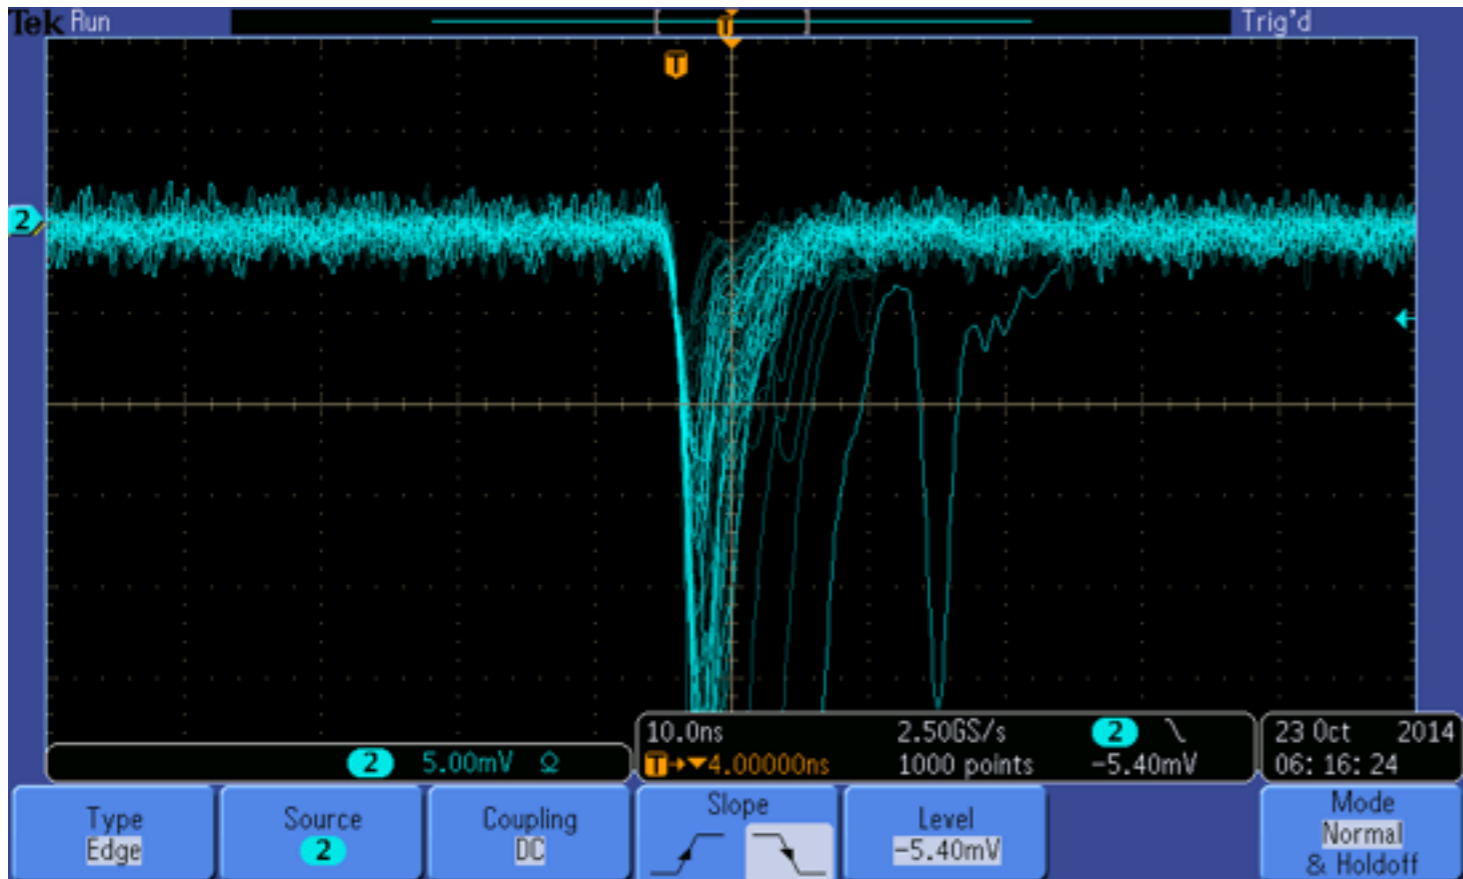 Tek Run Trig'd
T
T
2
2 5.00mV Ω
10.0ns 2.50GS/s 2
T→▼4.00000ns 1000 points -5.40mV
23 Oct 2014
06:16:24
Type
Edge
Source
2
Coupling
DC
Slope
Level
-5.40mV
Mode
Normal
& Holdoff